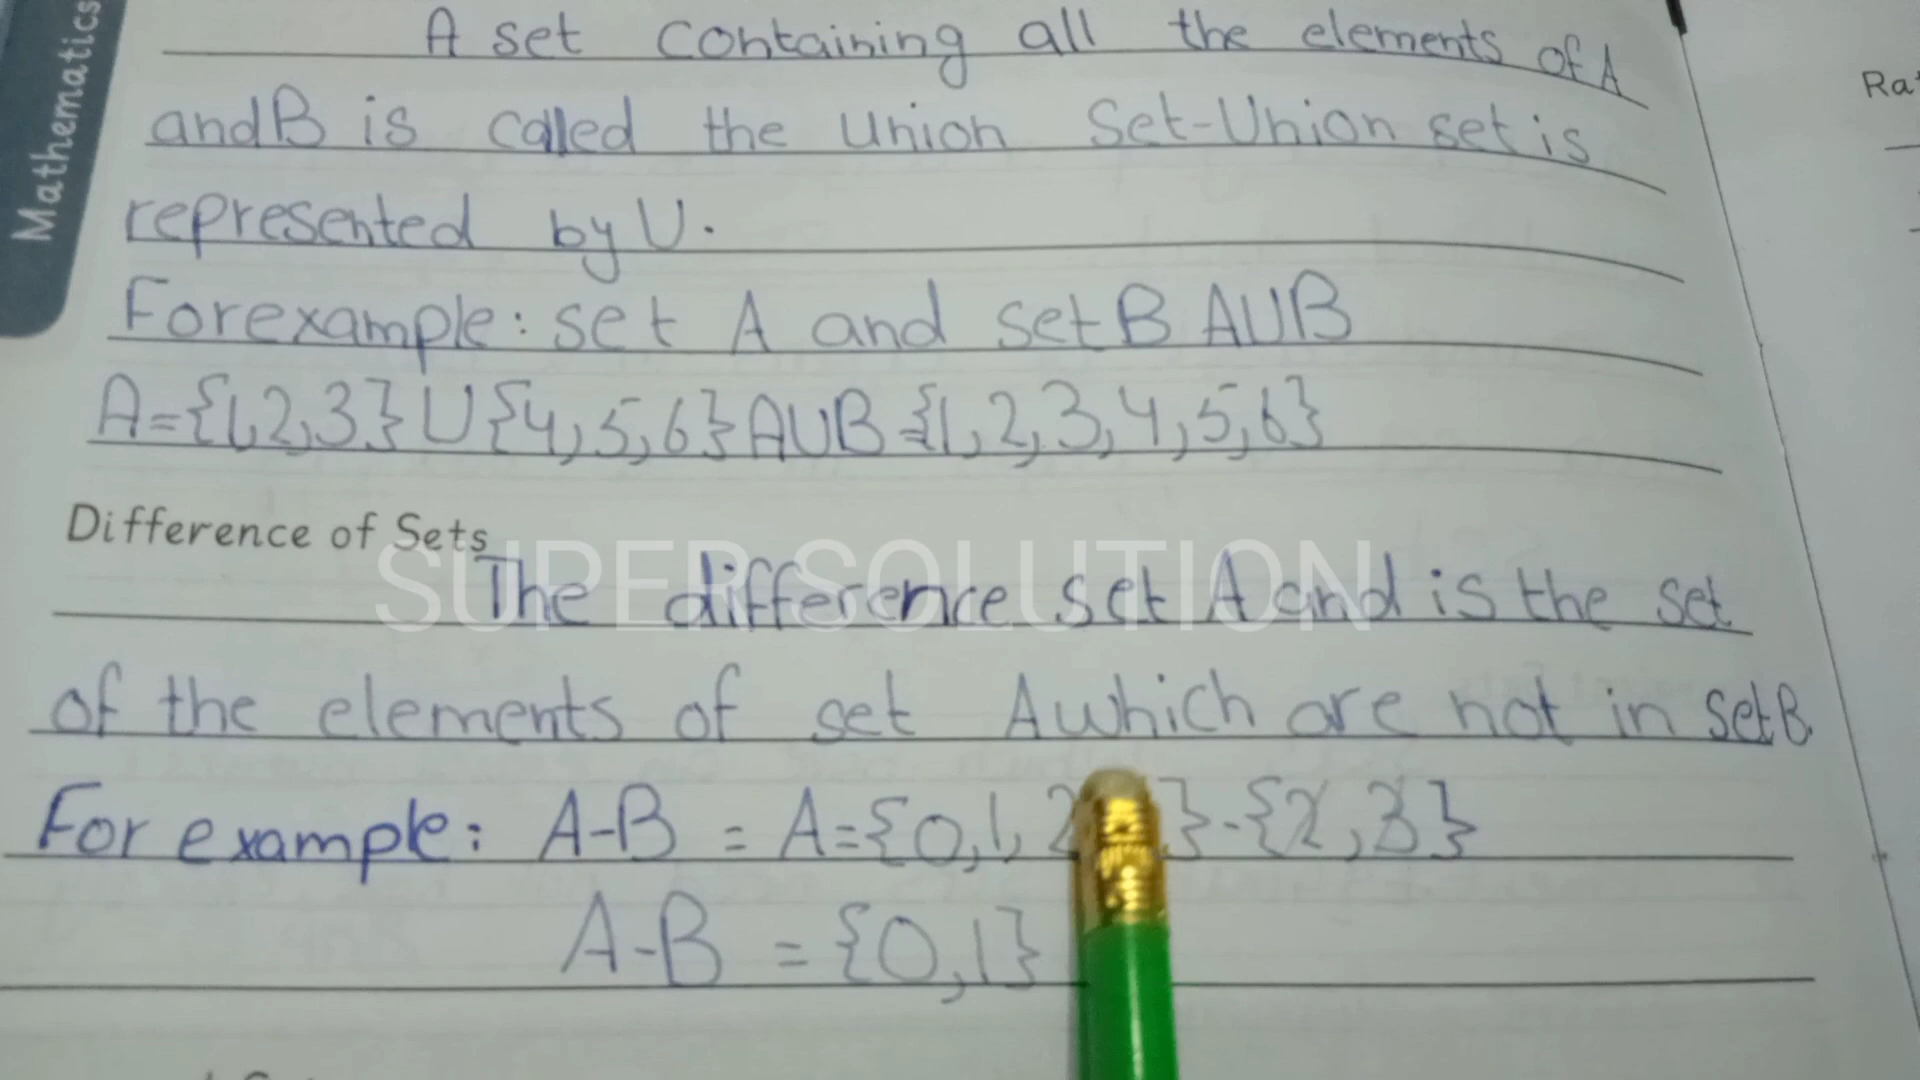 Mathematics
A set containing all the elements of A
and B is called the union Set-Union set is
represented by U.
For example: set A and set B AUB
A={1,2,3}U{4,5,6}AUB={1,2,3,4,5,6}
Difference of Sets
SUPER SOLUTION
The difference set A and is the set
of the elements of set A which are not in set B.
For example: A-B = A={0,1,2 }-{2,3}
A-B = {0,1}